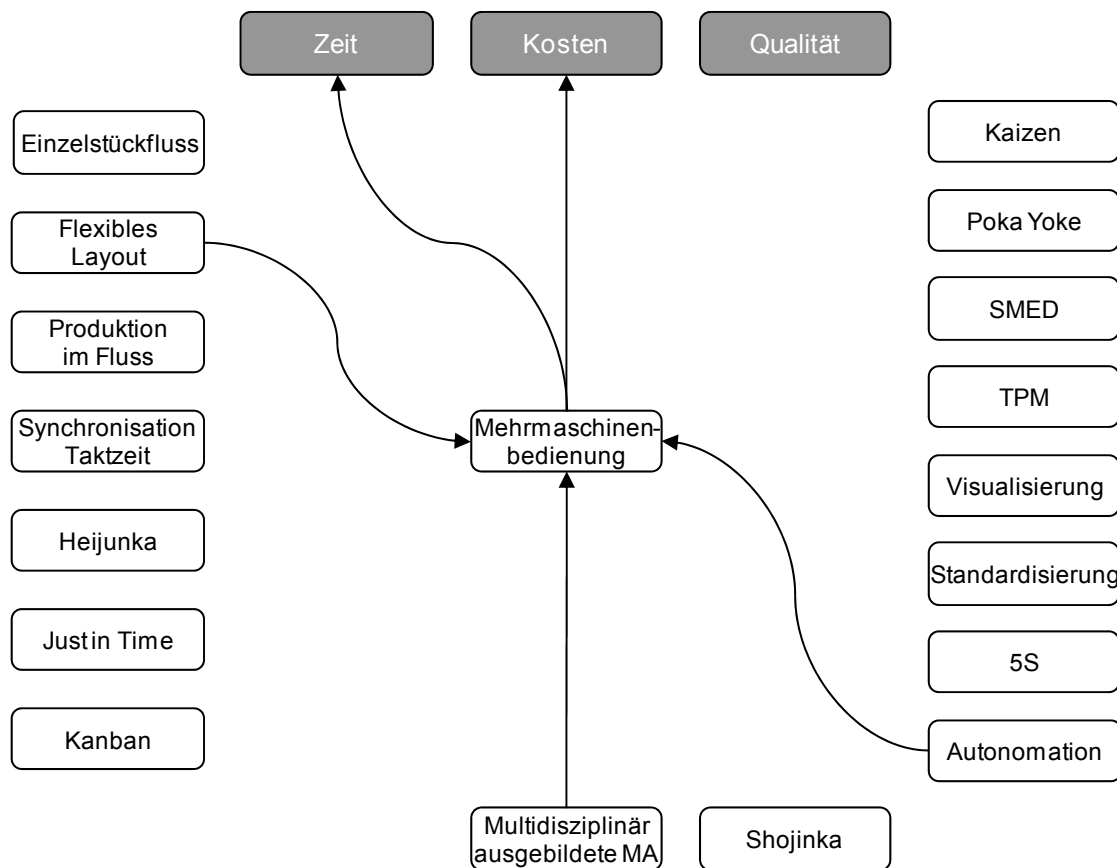 Zeit
Kosten
Qualität
Einzelstückfluss
Flexibles
Layout
Produktion
im Fluss
Synchronisation
Taktzeit
Heijunka
Just in Time
Kanban
Mehrmaschinen-
bedienung
Multidisziplinär
ausgebildete MA
Shojinka
Kaizen
Poka Yoke
SMED
TPM
Visualisierung
Standardisierung
5S
Autonomation